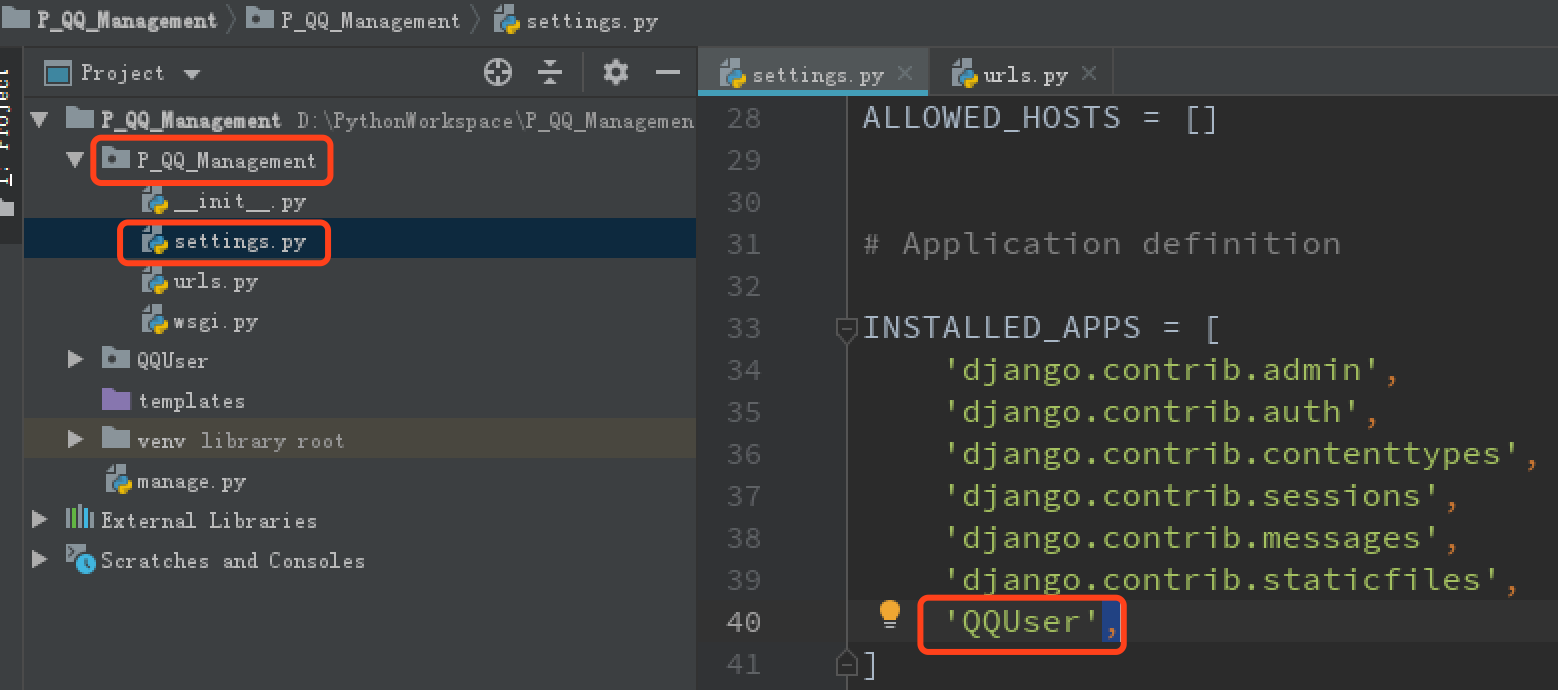 P_QQ_Management P_QQ_Management settings.py
Project
1: Project
P_QQ_Management D:\PythonWorkspace\P_QQ_Managemen
P_QQ_Management
__init__.py
settings.py
urls.py
wsgi.py
QQUser
templates
venv library root
manage.py
External Libraries
Scratches and Consoles
settings.py urls.py
28 ALLOWED_HOSTS = []
29
30
31 # Application definition
32
33 INSTALLED_APPS = [
34 'django.contrib.admin',
35 'django.contrib.auth',
36 'django.contrib.contenttypes',
37 'django.contrib.sessions',
38 'django.contrib.messages',
39 'django.contrib.staticfiles',
40 'QQUser',
41 ]